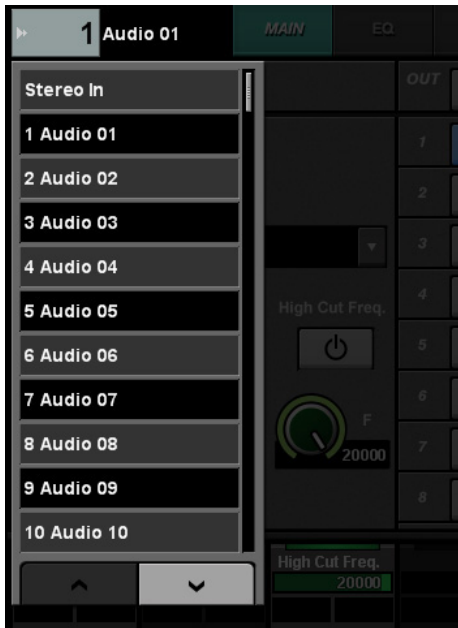 1 Audio 01
MAIN
EQ
OUT
Stereo In
1 Audio 01
2 Audio 02
3 Audio 03
4 Audio 04
5 Audio 05
6 Audio 06
7 Audio 07
8 Audio 08
9 Audio 09
10 Audio 10
1
2
3
4
5
6
7
8
High Cut Freq.
F
20000
High Cut Freq.
20000